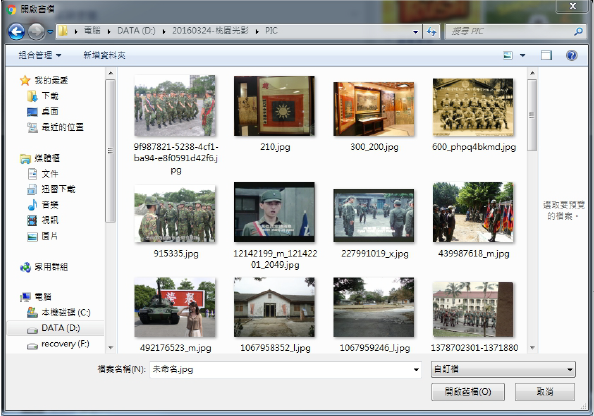 開啟舊檔
電腦 ▸ DATA (D:) ▸ 20160324-桃園光影 ▸ PIC
搜尋 PIC
組合管理 新增資料夾
我的最愛
下載
桌面
最近的位置
媒體櫃
文件
迅雷下載
音樂
視訊
圖片
家用群組
電腦
本機磁碟 (C:)
DATA (D:)
recovery (F:)
9f987821-5238-4cf1-
ba94-e8f0591d42f6.j
pg
210.jpg
300_200.jpg
600_phpq4bkmd.jpg
915335.jpg
12142199_m_121422
01_2049.jpg
227991019_x.jpg
439987618_m.jpg
492176523_m.jpg
1067958352_l.jpg
1067959246_l.jpg
1378702301-1371880
選取要預覽
的檔案。
檔案名稱(N): 未命名.jpg
自訂檔
開啟舊檔(O) 取消